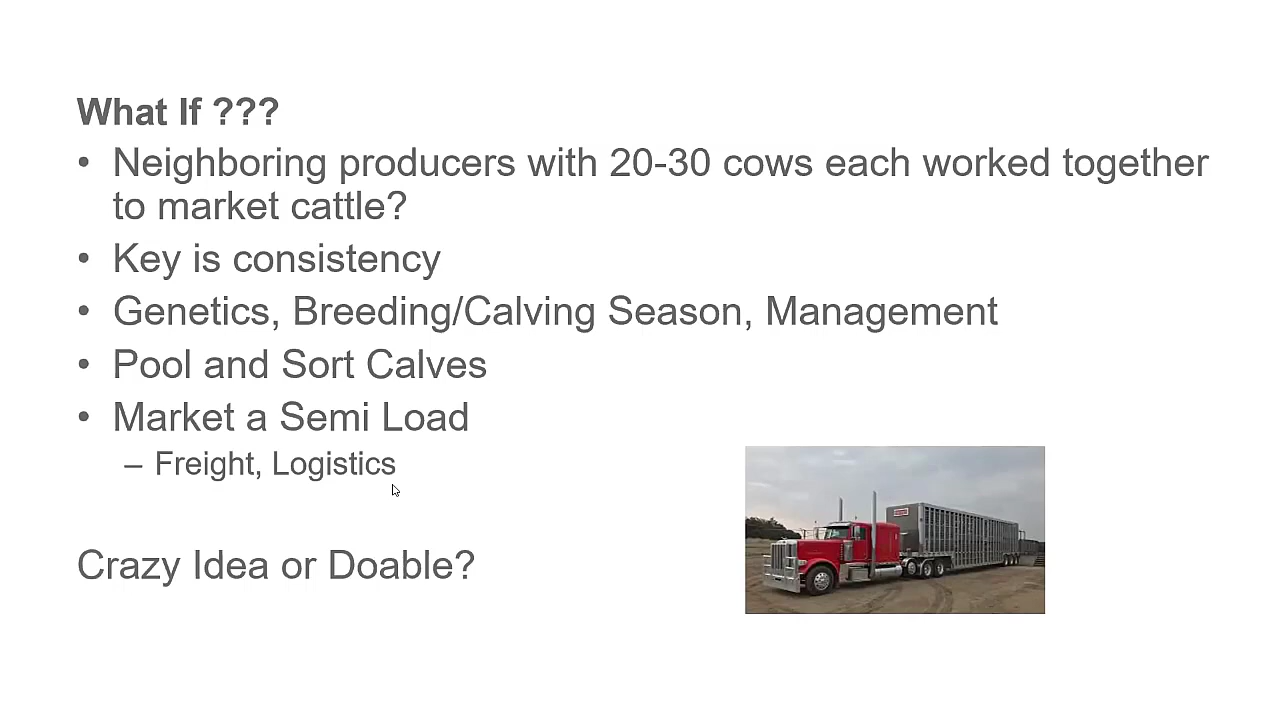 What If ???
• Neighboring producers with 20-30 cows each worked together
to market cattle?
• Key is consistency
• Genetics, Breeding/Calving Season, Management
• Pool and Sort Calves
• Market a Semi Load
– Freight, Logistics
Crazy Idea or Doable?